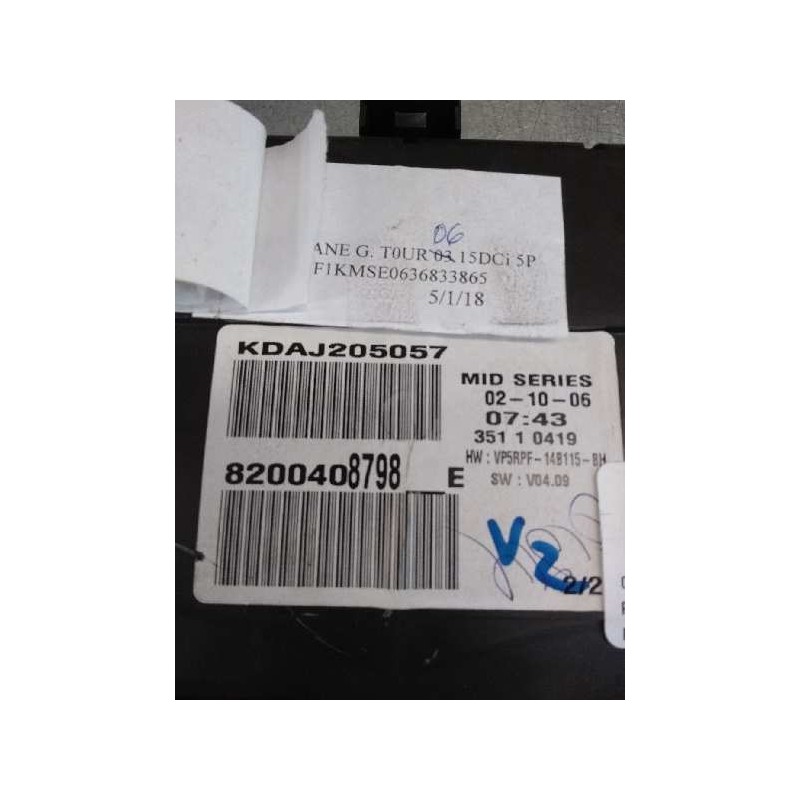 06
ANE G. T0UR 03 15DCi 5P
F1KMSE0636833865
5/1/18
KDAJ205057
MID SERIES
02-10-06
07:43
351 1 0419
HW : VP5RPF-14B115-BH
8200408798 _E
SW : V04.09
V2
2/2